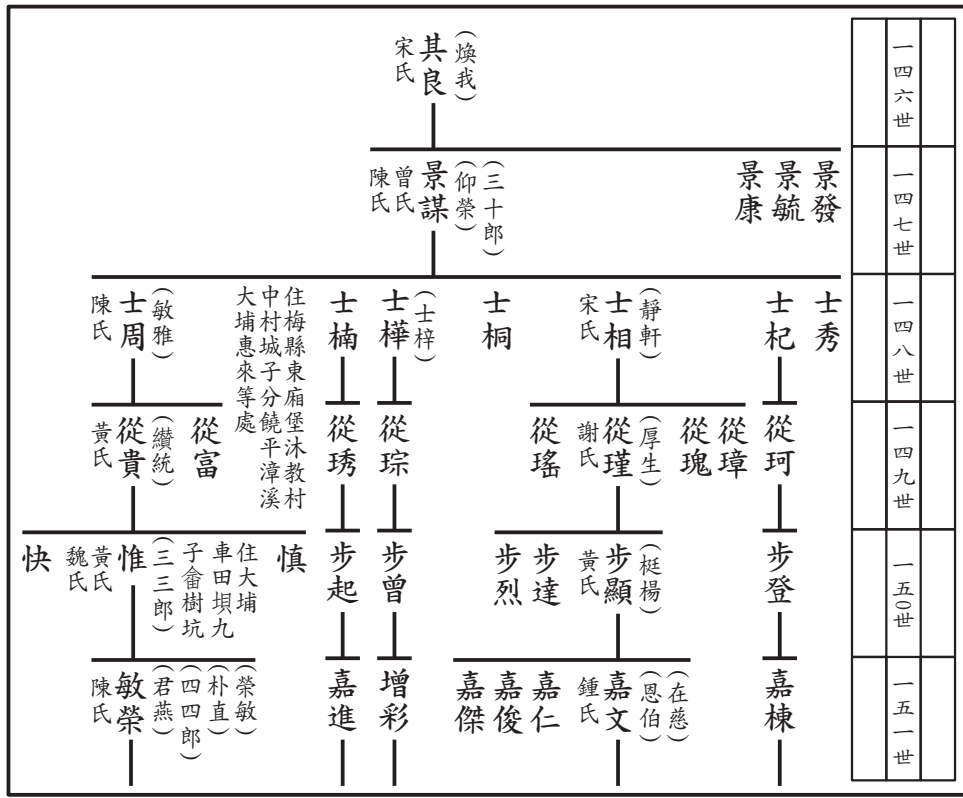 一四六世
(煥我)
其良
宋氏
一四七世
景發
景毓
景康
(三十郎)
(仰榮)
景謀
曾氏
陳氏
一四八世
士秀
士杞
(靜軒)
士相
宋氏
士桐
(士梓)
士樺
士楠
住梅縣東廂堡沐教村
中村城子分饒平漳溪
大埔惠來等處
(敏雅)
士周
陳氏
一四九世
從珂
從璋
從瑰
(厚生)
從瑾
謝氏
從瑤
從琮
從琇
從富
(纘統)
從貴
黃氏
一五〇世
步登
(梃楊)
步顯
黃氏
步達
步烈
步曾
步起
慎
住大埔
車田垻九
子畬樹坑
(三三郎)
惟
黃氏
魏氏
快
一五一世
嘉棟
(在慈)
(恩伯)
嘉文
鍾氏
嘉仁
嘉俊
嘉傑
增彩
嘉進
(榮敏)
(朴直)
(四四郎)
(君燕)
敏榮
陳氏